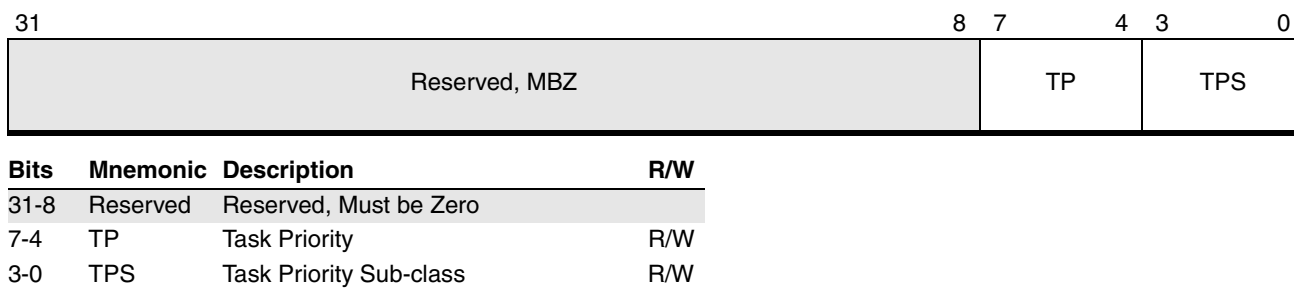 31 8 7 4 3 0
Reserved, MBZ TP TPS
Bits Mnemonic Description R/W
31-8 Reserved Reserved, Must be Zero
7-4 TP Task Priority R/W
3-0 TPS Task Priority Sub-class R/W